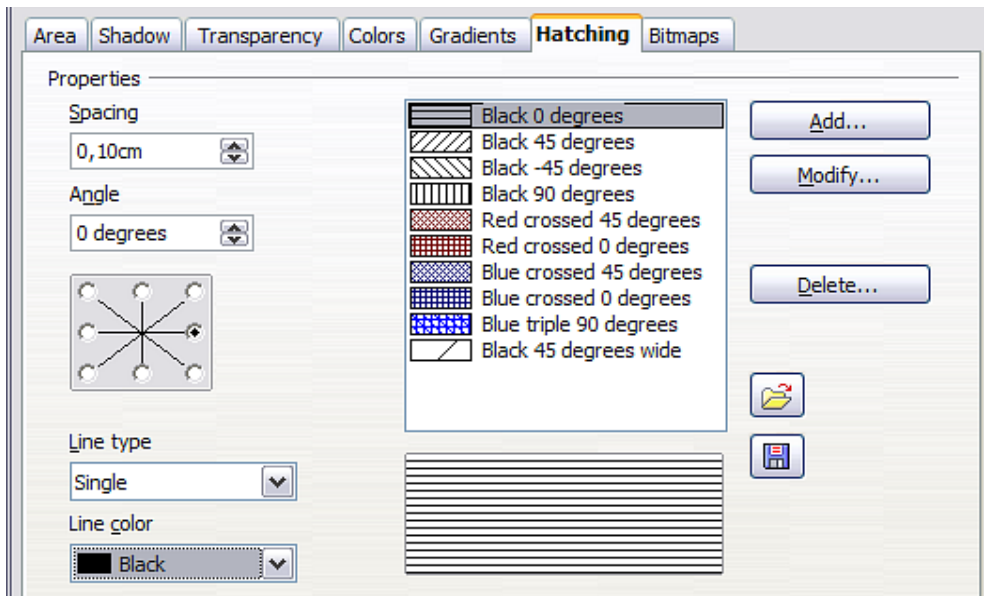 Area Shadow Transparency Colors Gradients Hatching Bitmaps
Properties
Spacing
0,10cm
Angle
0 degrees
Line type
Single
Line color
Black
Black 0 degrees
Black 45 degrees
Black -45 degrees
Black 90 degrees
Red crossed 45 degrees
Red crossed 0 degrees
Blue crossed 45 degrees
Blue crossed 0 degrees
Blue triple 90 degrees
Black 45 degrees wide
Add...
Modify...
Delete...